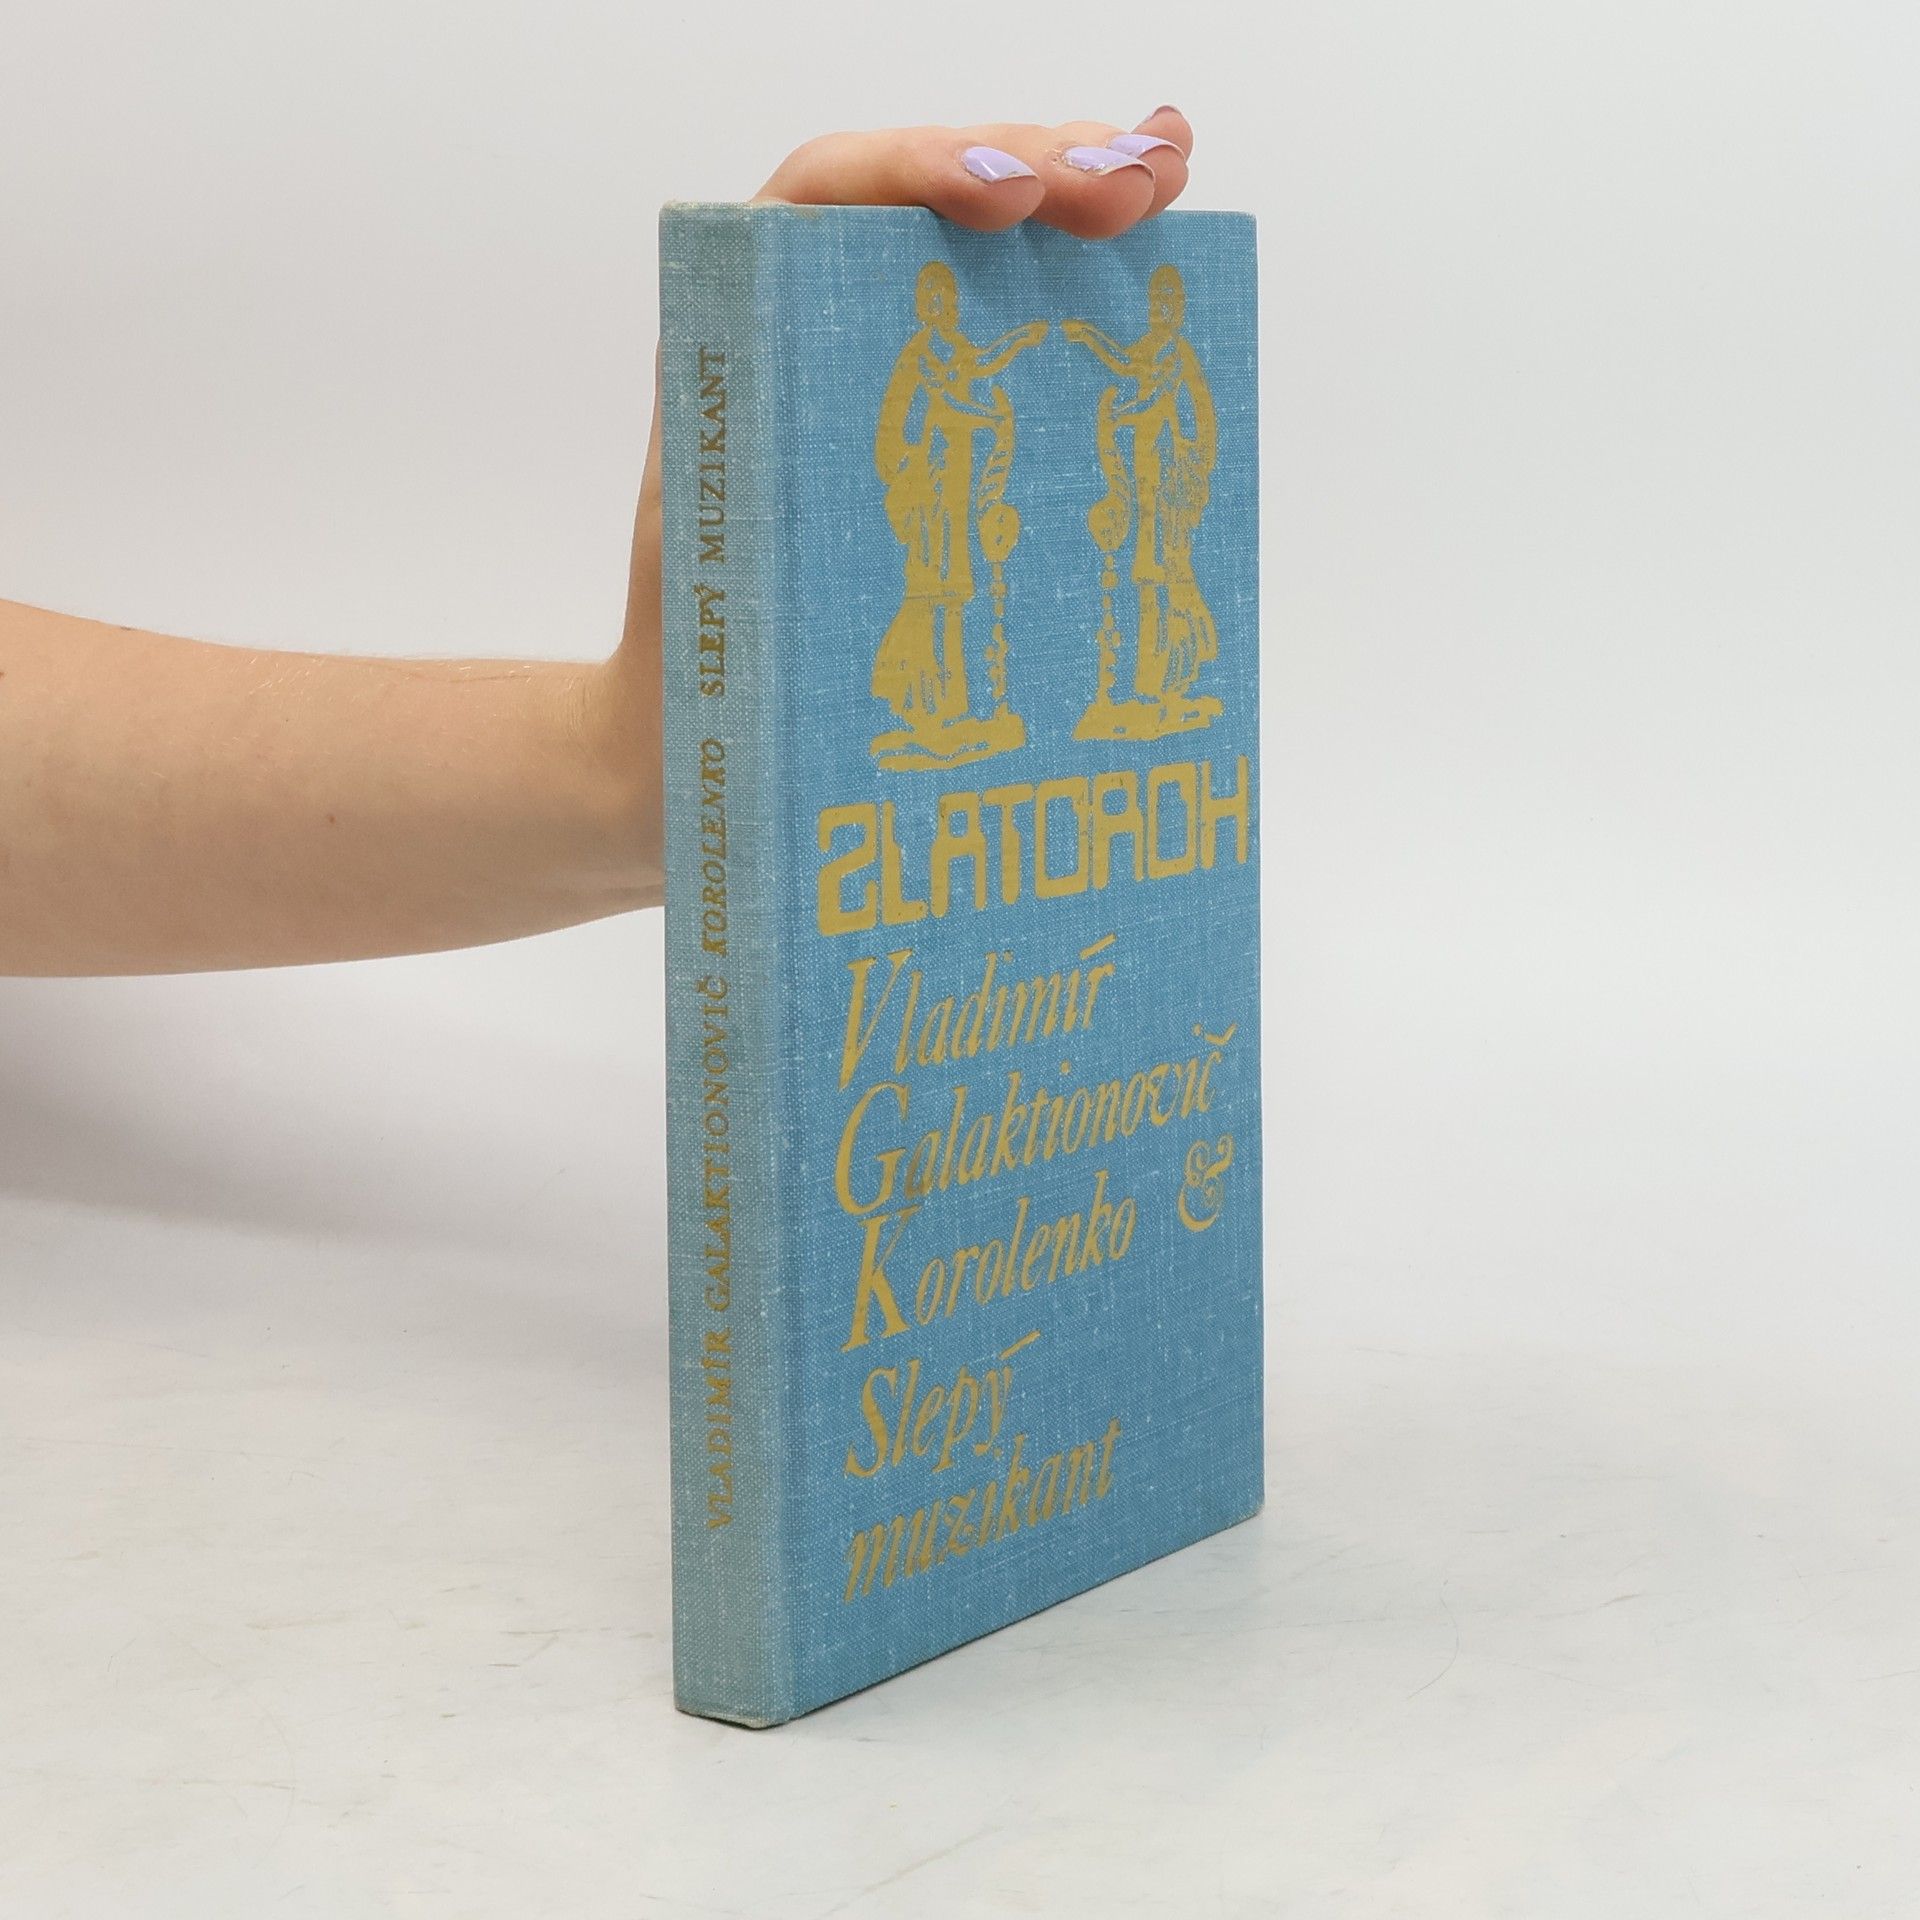 VLADIMÍR GALAKTIONOVIČ KOROLENKO SLEPÝ MUZIKANT
ZLATOROH
Vladimír
Galaktionovič
Korolenko &
Slepý
muzikant